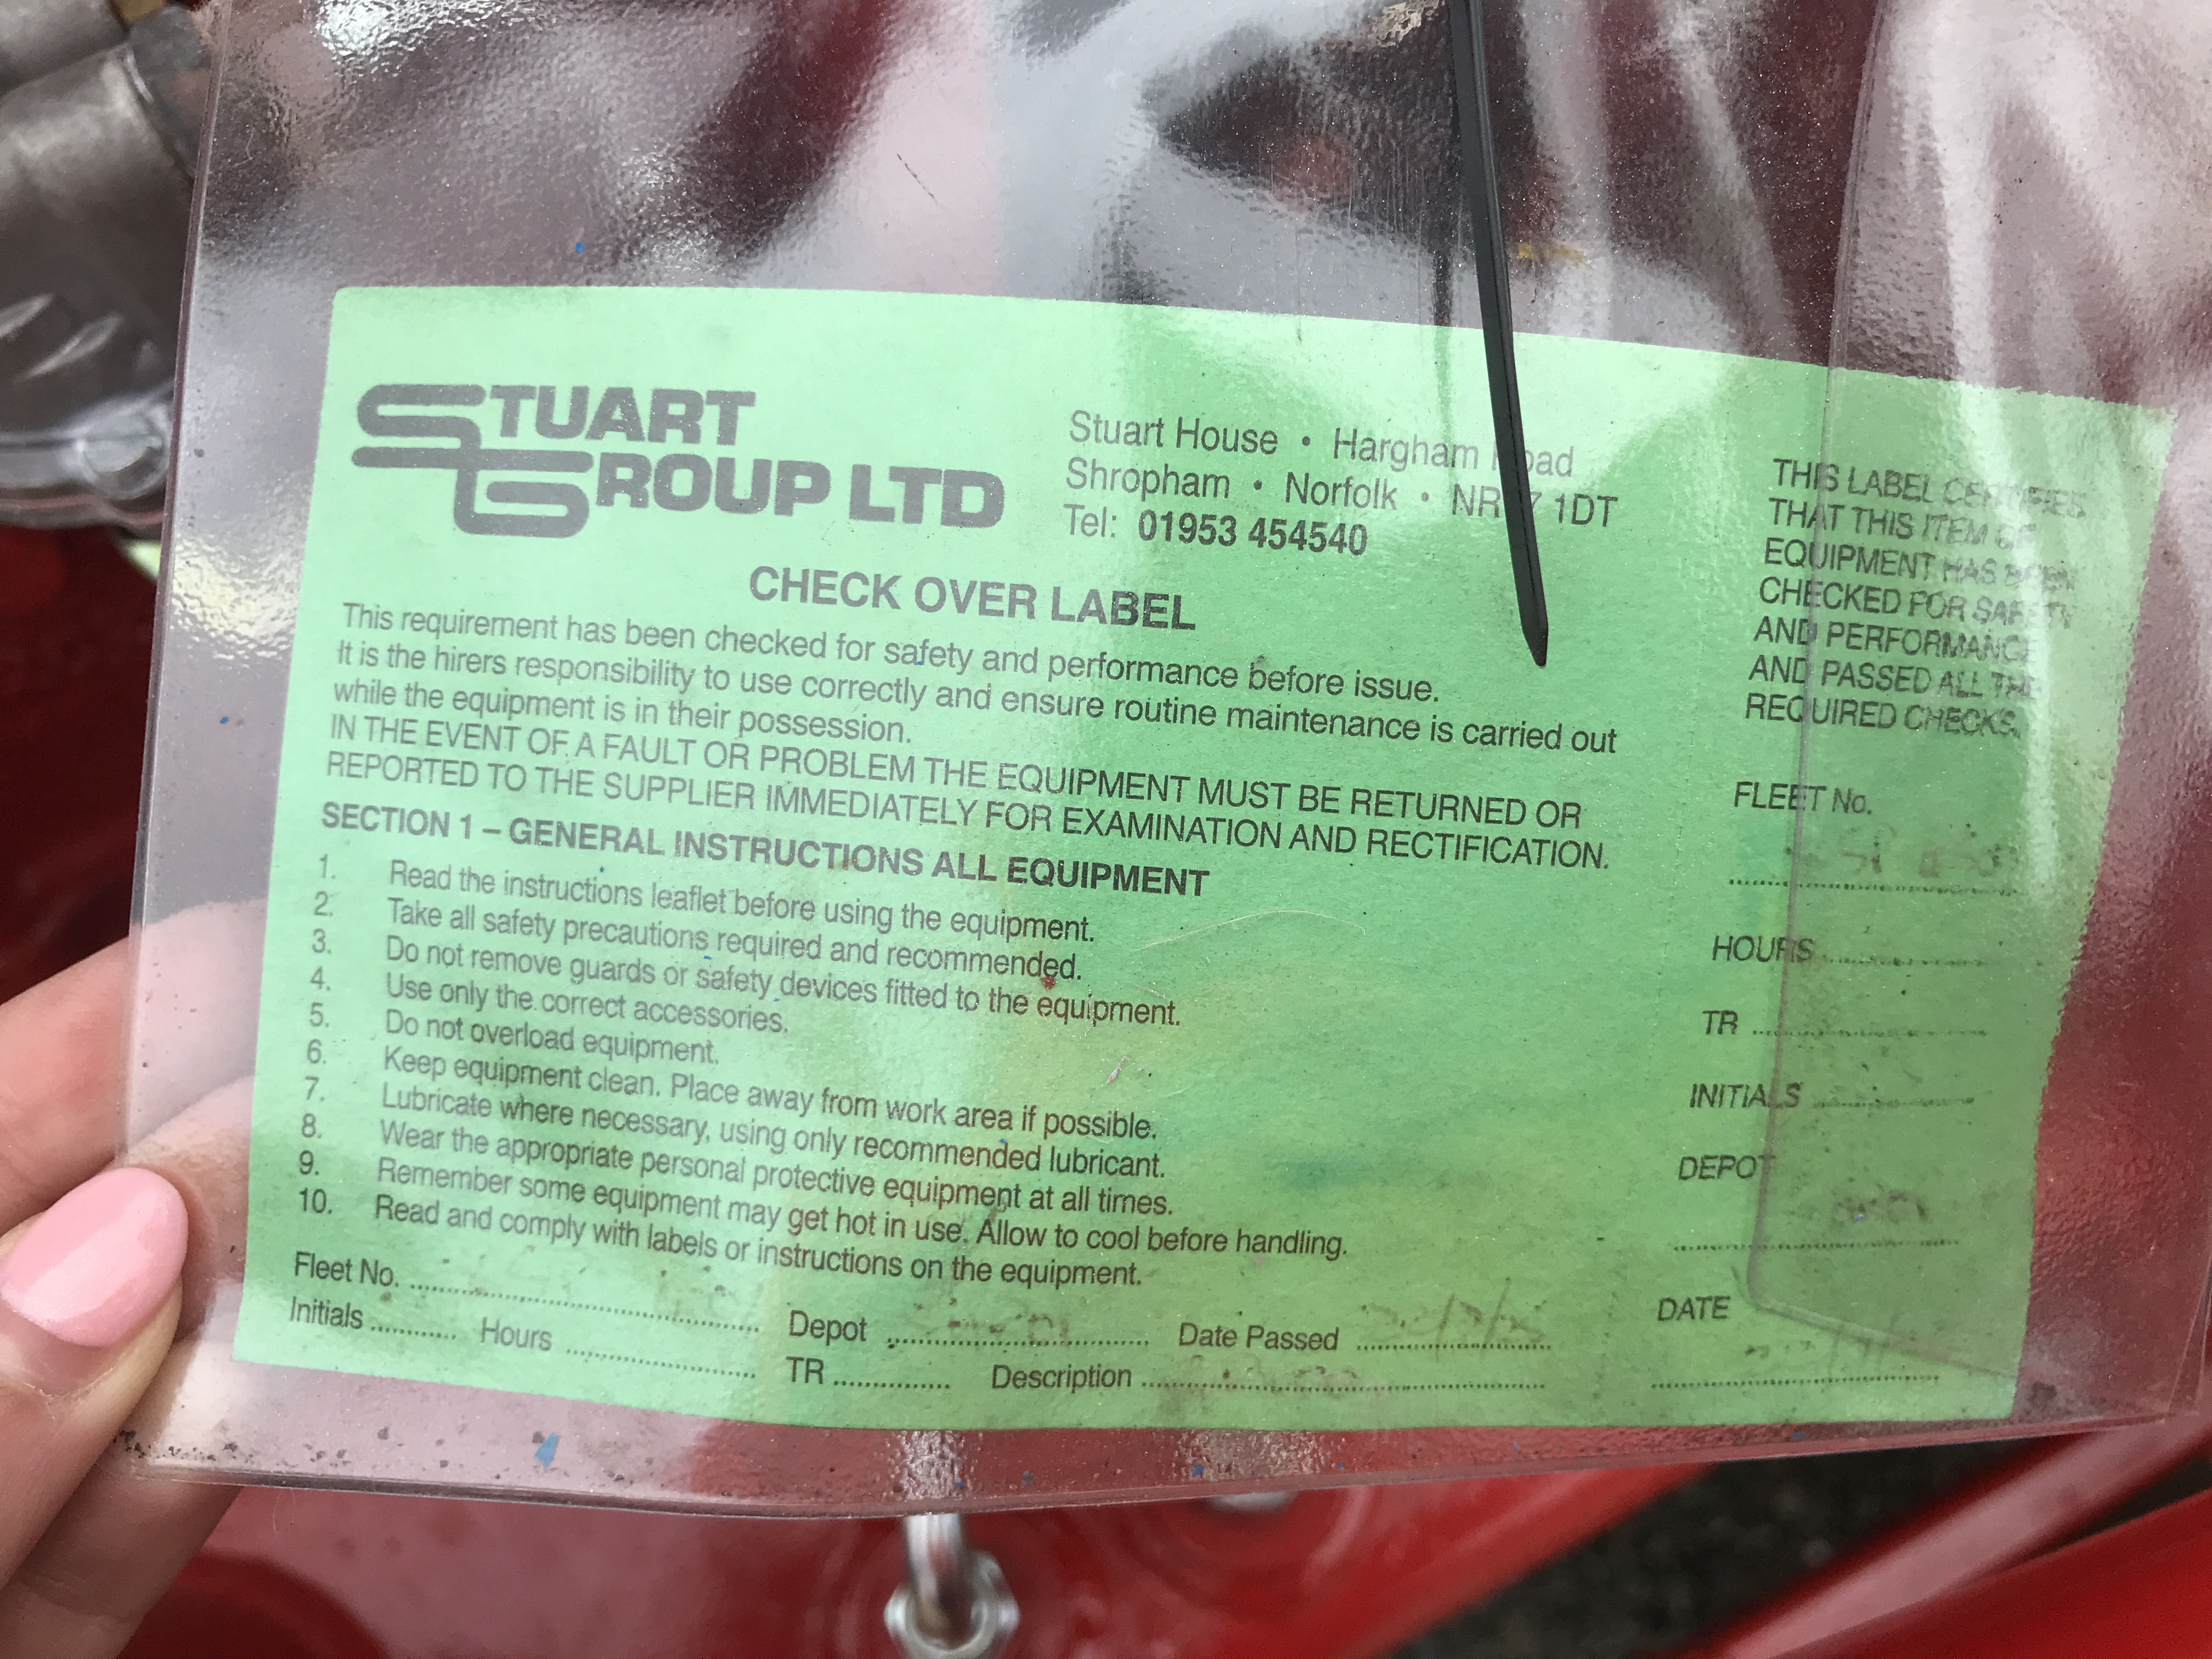 STUART
GROUP LTD
Stuart House • Hargham Road
Shropham • Norfolk • 1DT
Tel: 01953 454540
CHECK OVER LABEL
This requirement has been checked for safety and performance before issue.
It is the hirers responsibility to use correctly and ensure routine maintenance is carried out
while the equipment is in their possession.
IN THE EVENT OF A FAULT OR PROBLEM THE EQUIPMENT MUST BE RETURNED OR
REPORTED TO THE SUPPLIER IMMEDIATELY FOR EXAMINATION AND RECTIFICATION.
SECTION 1 – GENERAL INSTRUCTIONS ALL EQUIPMENT
1. Read the instructions leaflet before using the equipment.
2. Take all safety precautions required and recommended.
3. Do not remove guards or safety devices fitted to the equipment.
4. Use only the correct accessories.
5. Do not overload equipment.
6. Keep equipment clean. Place away from work area if possible.
7. Lubricate where necessary, using only recommended lubricant.
8. Wear the appropriate personal protective equipment at all times.
9. Remember some equipment may get hot in use. Allow to cool before handling.
10. Read and comply with labels or instructions on the equipment.
Fleet No. Depot Date Passed
Initials Hours TR Description
THIS LABEL CERTIFIES
THAT THIS ITEM OF
EQUIPMENT HAS BEEN
CHECKED FOR SAFETY
AND PERFORMANCE
AND PASSED ALL THE
REQUIRED CHECKS.
FLEET No.
HOURS
TR
INITIALS
DEPOT
DATE